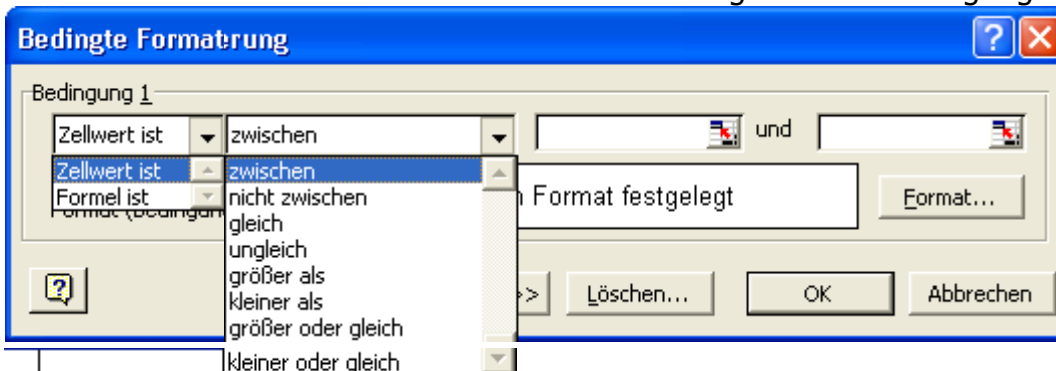 Bedingte Formatierung
Bedingung 1
Zellwert ist zwischen und
Zellwert ist zwischen
Formel ist nicht zwischen
gleich
ungleich
größer als
kleiner als
größer oder gleich
kleiner oder gleich
Format festgelegt Format...
>> Löschen... OK Abbrechen